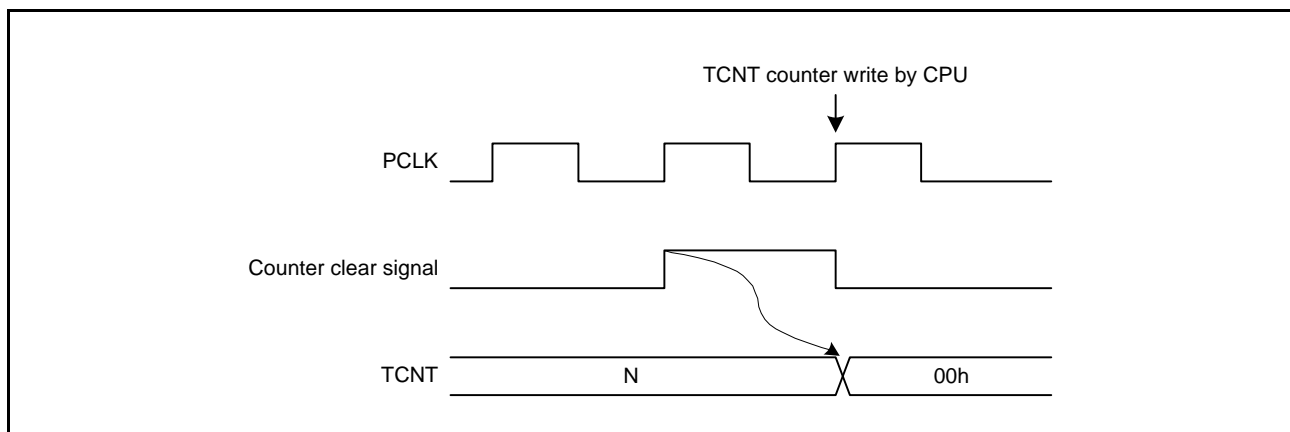 TCNT counter write by CPU
PCLK
Counter clear signal
TCNT
N
00h